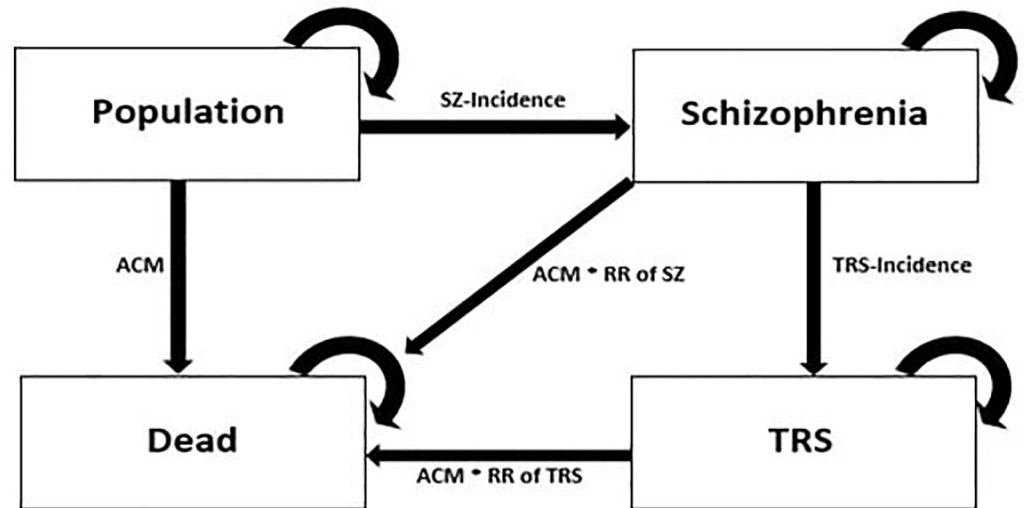 Population
SZ-Incidence
Schizophrenia
ACM
ACM * RR of SZ
TRS-Incidence
Dead
ACM * RR of TRS
TRS